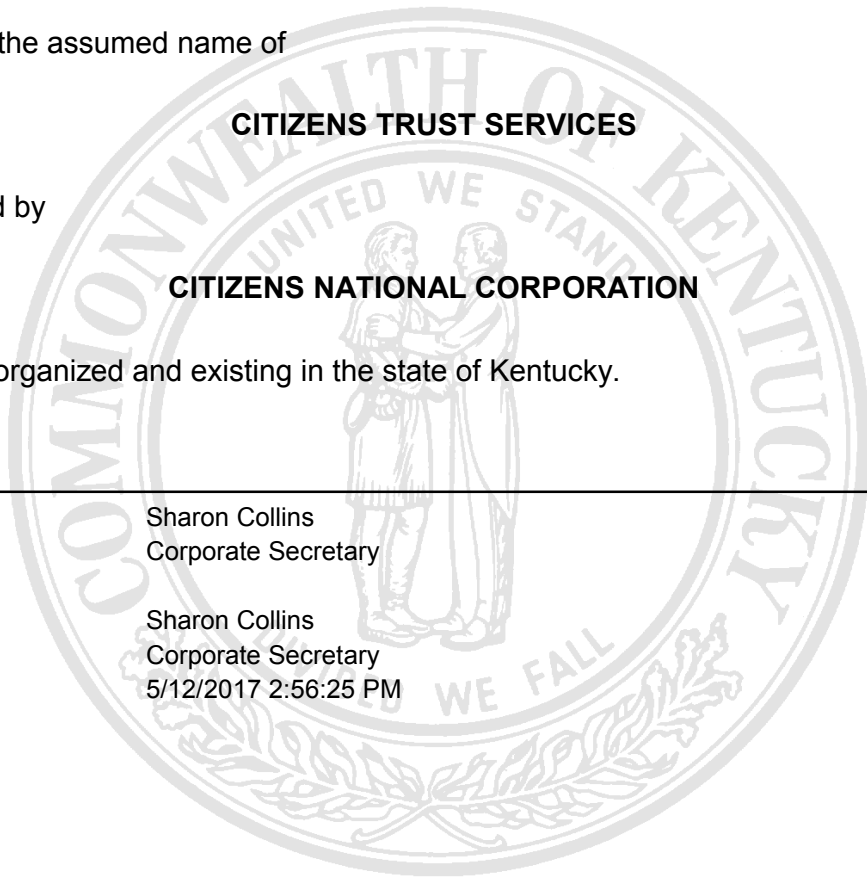 the assumed name of
CITIZENS TRUST SERVICES
d by
CITIZENS NATIONAL CORPORATION
organized and existing in the state of Kentucky.
Sharon Collins
Corporate Secretary
Sharon Collins
Corporate Secretary
5/12/2017 2:56:25 PM
COMMONWEALTH OF KENTUCKY
UNITED WE STAND
DIVIDED WE FALL